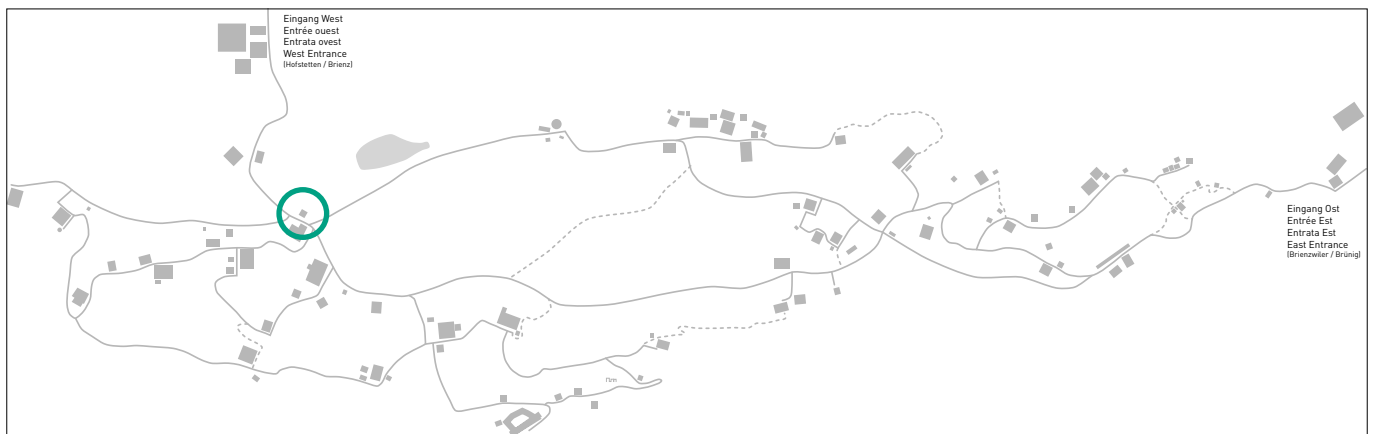 Eingang West
Entrée ouest
Entrata ovest
West Entrance
(Hofstetten / Brienz)
Eingang Ost
Entrée Est
Entrata Est
East Entrance
(Brienzwiler / Brünig)